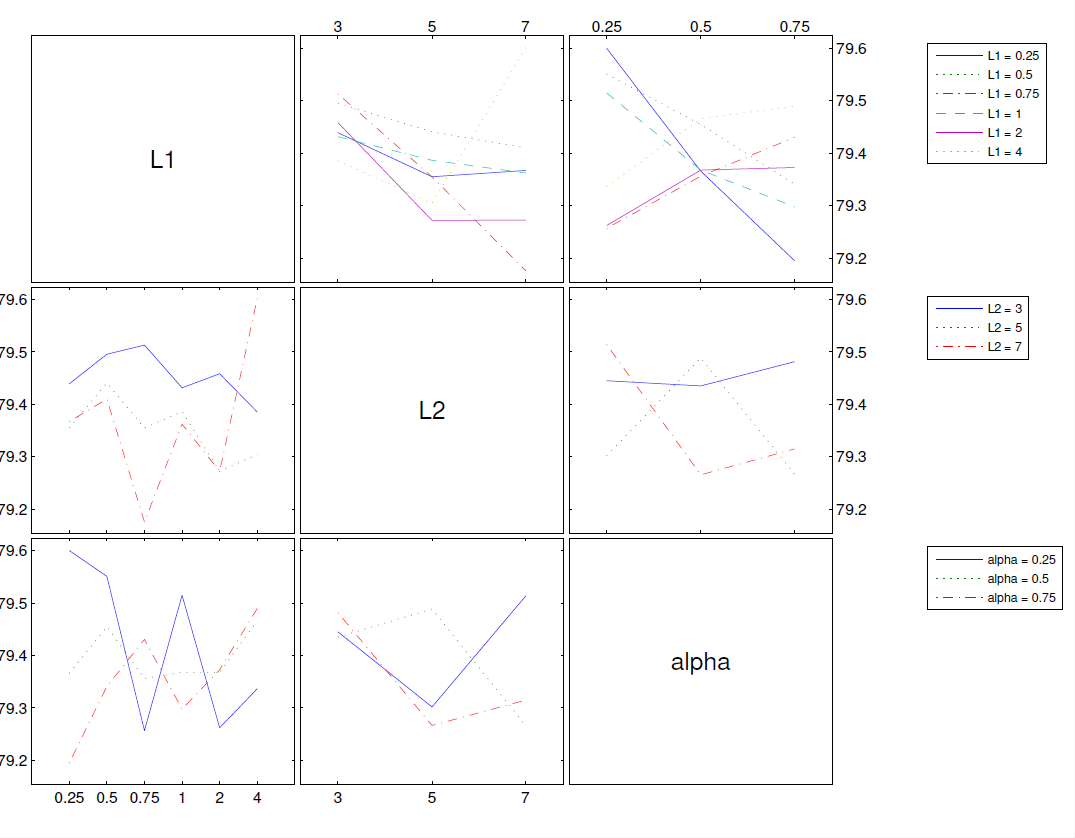 3 5 7 0.25 0.5 0.75
L1
79.6
79.5
79.4
79.3
79.2
L1 = 0.25
L1 = 0.5
L1 = 0.75
L1 = 1
L1 = 2
L1 = 4
79.6
79.5
79.4
79.3
79.2
L2
79.6
79.5
79.4
79.3
79.2
L2 = 3
L2 = 5
L2 = 7
79.6
79.5
79.4
79.3
79.2
alpha
alpha = 0.25
alpha = 0.5
alpha = 0.75
0.25 0.5 0.75 1 2 4 3 5 7